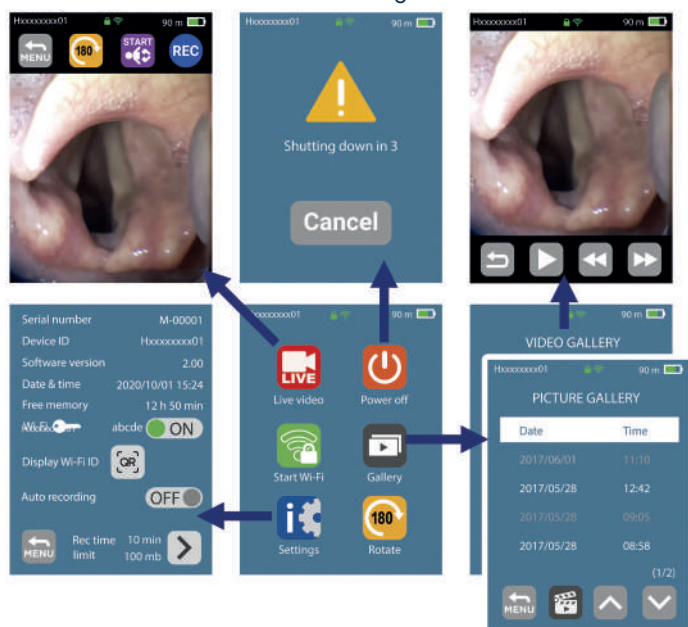 Hxxxxxxxx01 90 m
MENU 180 START REC
Hxxxxxxxx01 90 m
Shutting down in 3
Cancel
Hxxxxxxxx01 90 m
Serial number M-00001
Device ID Hxxxxxxxx01
Software version 2.00
Date & time 2020/10/01 15:24
Free memory 12 h 50 min
Wi-Fi abcde ON
Display Wi-Fi ID QR
Auto recording OFF
MENU Rec time 10 min
limit 100 mb
90 m
LIVE
Live video Power off
Start Wi-Fi Gallery
i 180
Settings Rotate
90 m
VIDEO GALLERY
Hxxxxxxxx01 90 m
PICTURE GALLERY
Date Time
2017/06/01 11:10
2017/05/28 12:42
2017/05/28 09:05
2017/05/28 08:58
(1/2)
MENU